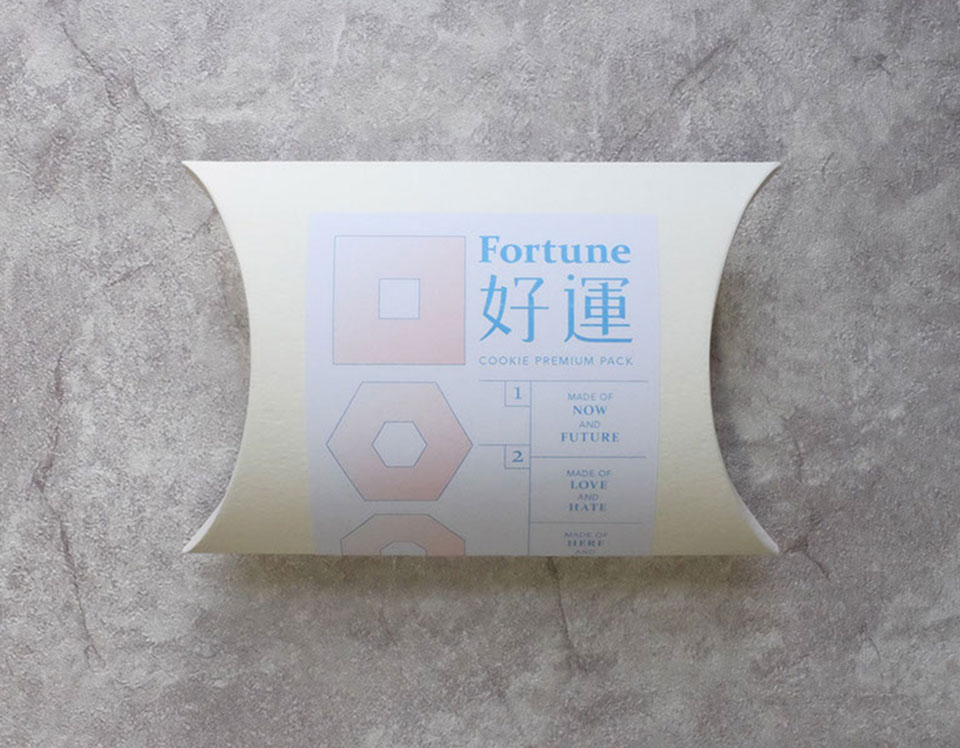 Fortune
好運
COOKIE PREMIUM PACK
1
MADE OF
NOW
AND
FUTURE
2
MADE OF
LOVE
AND
HATE
MADE OF
HERE
AND